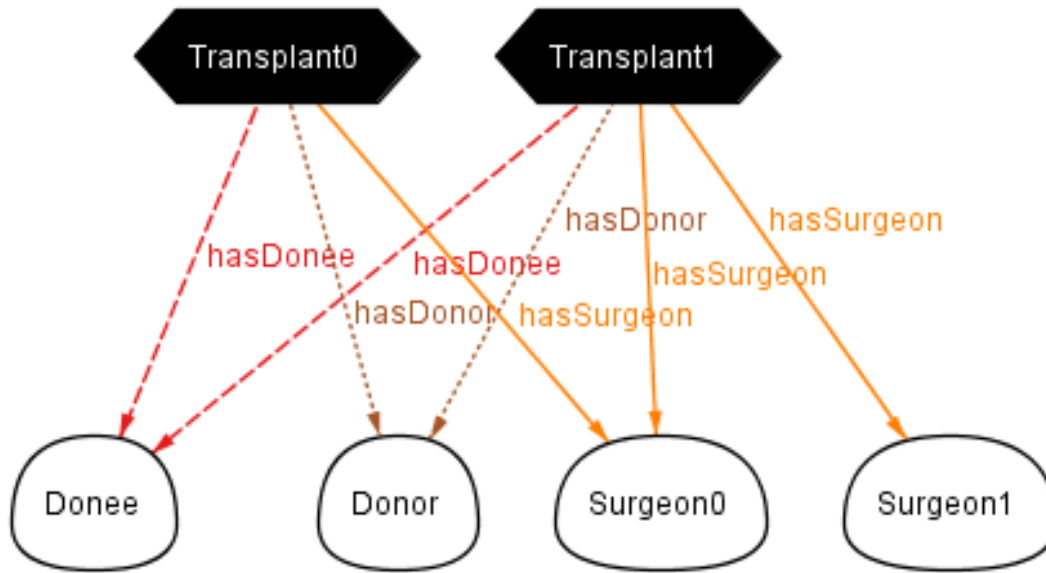 Transplant0
Transplant1
hasDonor
hasSurgeon
hasDonee
hasDonee
hasSurgeon
hasDonor
hasSurgeon
Donee
Donor
Surgeon0
Surgeon1